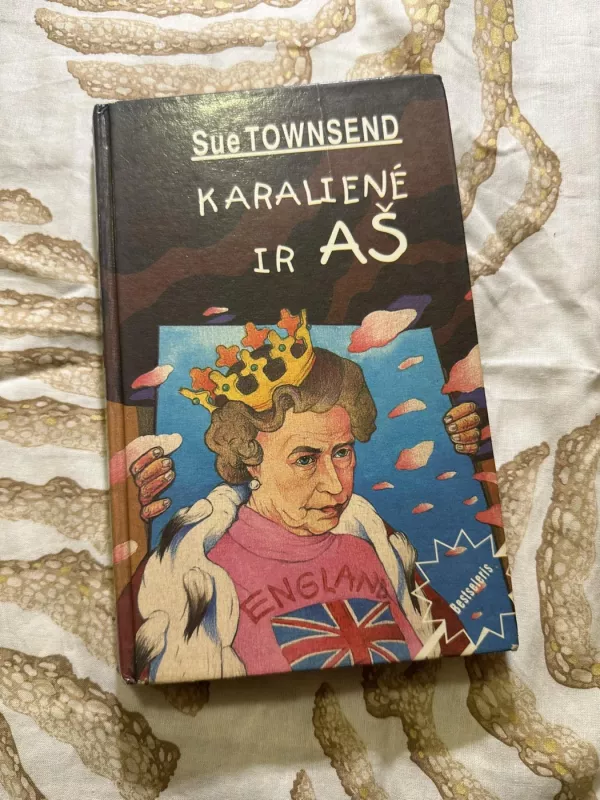 Sue TOWNSEND
KARALIENĖ
IR AŠ
ENGLAND
Bestseleris